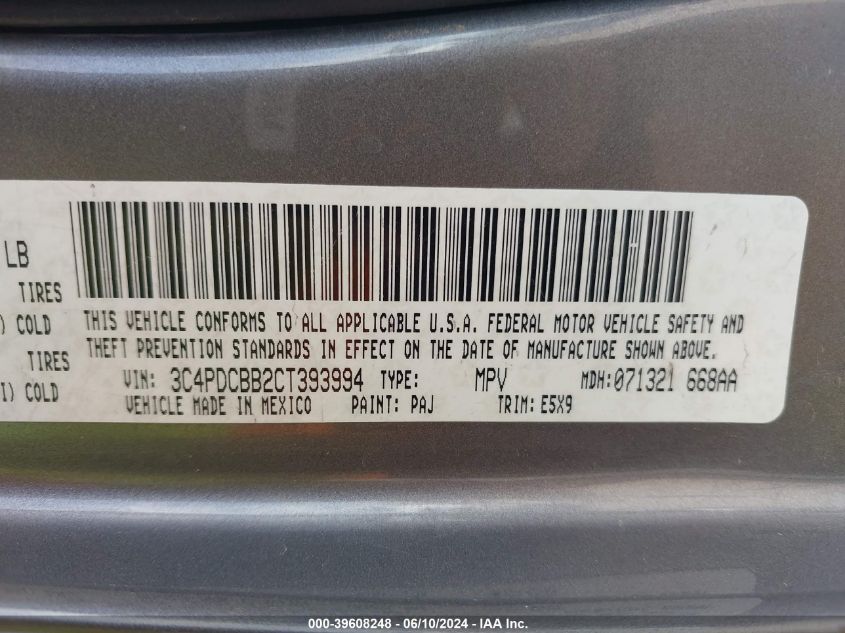 LB
TIRES
) COLD
TIRES
I) COLD
THIS VEHICLE CONFORMS TO ALL APPLICABLE U.S.A. FEDERAL MOTOR VEHICLE SAFETY AND
THEFT PREVENTION STANDARDS IN EFFECT ON THE DATE OF MANUFACTURE SHOWN ABOVE.
VIN: 3C4PDCBB2CT393994 TYPE: MPV MDH: 071321 668AA
VEHICLE MADE IN MEXICO PAINT: PAJ TRIM: E5X9
000-39608248 - 06/10/2024 - IAAI Inc.